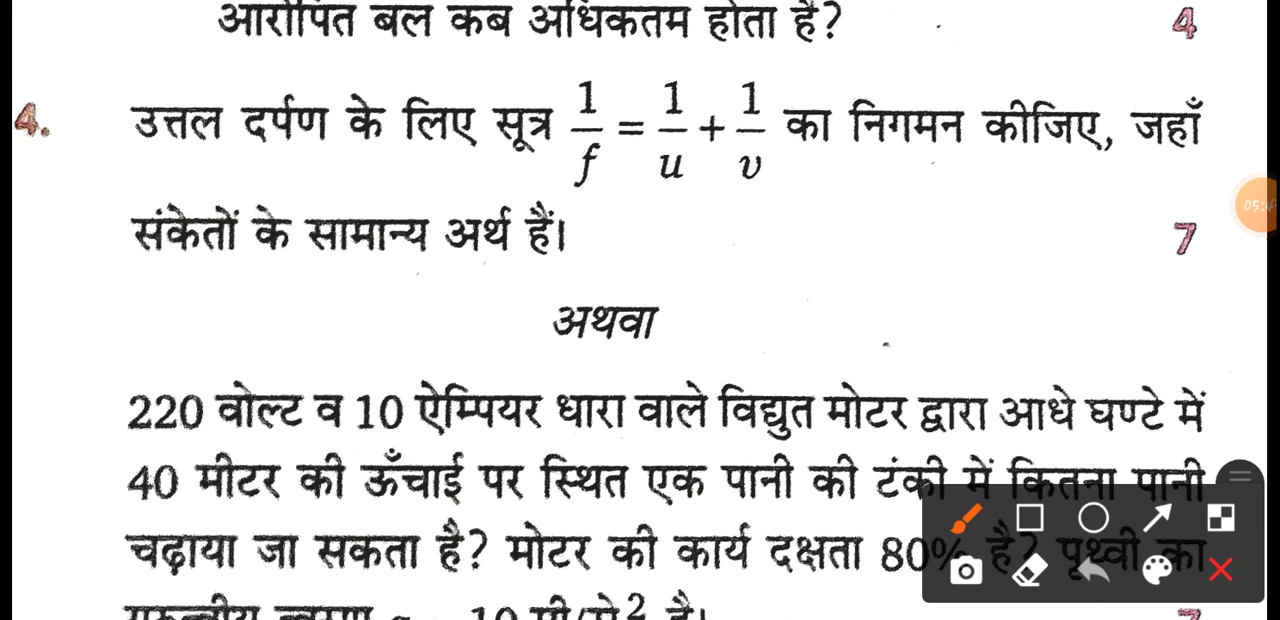 आरोपित बल कब अधिकतम होता है? 4
4. उत्तल दर्पण के लिए सूत्र 1/f = 1/u + 1/v का निगमन कीजिए, जहाँ
संकेतों के सामान्य अर्थ हैं। 7
अथवा
220 वोल्ट व 10 ऐम्पियर धारा वाले विद्युत मोटर द्वारा आधे घण्टे में
40 मीटर की ऊँचाई पर स्थित एक पानी की टंकी में कितना पानी
चढ़ाया जा सकता है? मोटर की कार्य दक्षता 80% है? पृथ्वी का